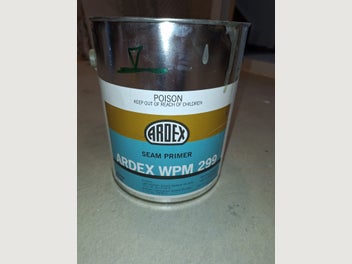 POISON
KEEP OUT OF REACH OF CHILDREN
ARDEX
SEAM PRIMER
ARDEX WPM 299